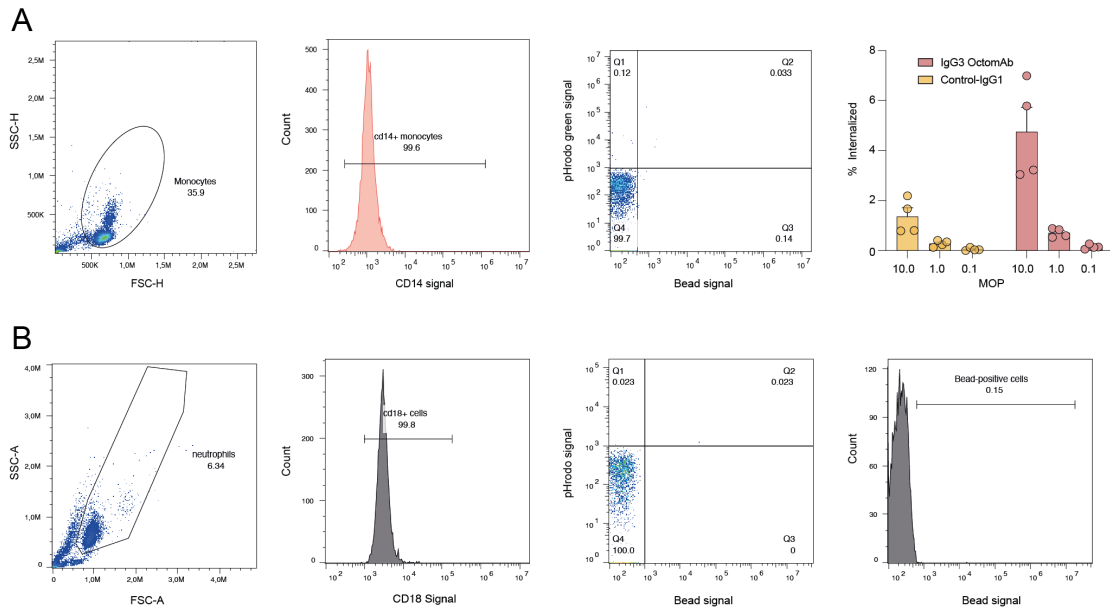 A
SSC-H
2,0M
1,5M
1,0M
500K
Monocytes
35.9
500K 1,0M 1,5M 2,0M 2,5M
FSC-H
Count
500
400
300
200
100
0
cd14+ monocytes
99.6
10^2 10^3 10^4 10^5 10^6 10^7
CD14 signal
pHrodo green signal
10^7
10^6
10^5
10^4
10^3
10^2
10^1
10^0
Q1
0.12
Q2
0.033
Q4
99.7
Q3
0.14
10^2 10^3 10^4 10^5 10^6 10^7
Bead signal
% Internalized
8
6
4
2
0
IgG3 OctomAb
Control-IgG1
10.0 1.0 0.1 10.0 1.0 0.1
MOP
B
SSC-A
4,0M
3,0M
2,0M
1,0M
0
neutrophils
6.34
0 1,0M 2,0M 3,0M 4,0M 5,0M
FSC-A
Count
300
200
100
0
cd18+ cells
99.8
10^2 10^3 10^4 10^5 10^6 10^7
CD18 Signal
pHrodo signal
10^5
10^4
10^3
10^2
10^1
10^0
Q1
0.023
Q2
0.023
Q4
100.0
Q3
0
10^2 10^3 10^4 10^5 10^6 10^7
Bead signal
Count
120
90
60
30
0
Bead-positive cells
0.15
10^2 10^3 10^4 10^5 10^6 10^7
Bead signal